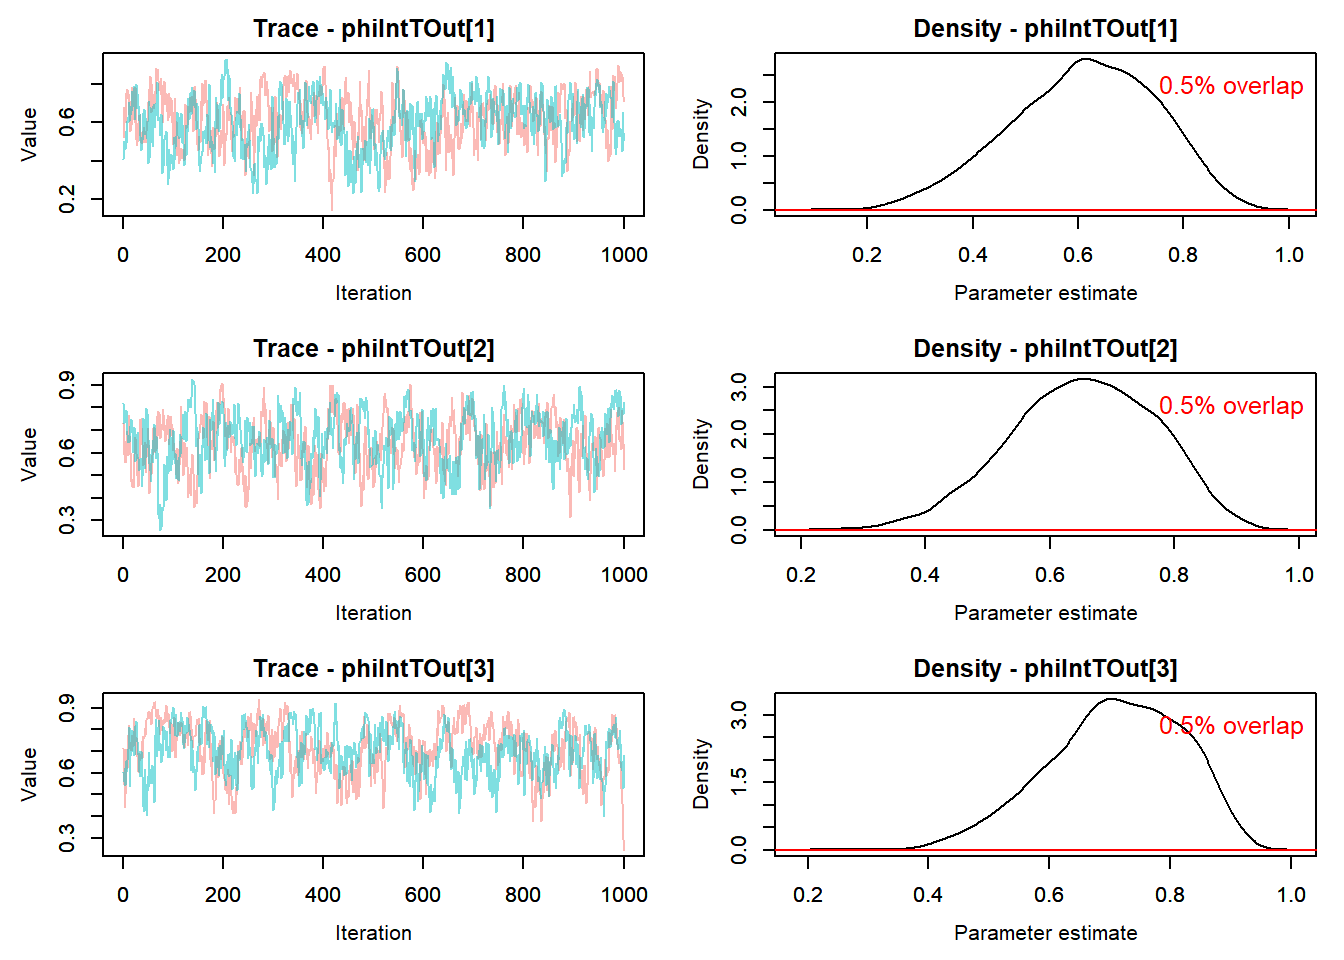 Trace - phiIntTOut[1]
Value
0.2 0.6
0 200 400 600 800 1000
Iteration
Density - phiIntTOut[1]
0.5% overlap
Density
0.0 1.0 2.0
0.2 0.4 0.6 0.8 1.0
Parameter estimate
Trace - phiIntTOut[2]
Value
0.3 0.6 0.9
0 200 400 600 800 1000
Iteration
Density - phiIntTOut[2]
0.5% overlap
Density
0.0 1.0 2.0 3.0
0.2 0.4 0.6 0.8 1.0
Parameter estimate
Trace - phiIntTOut[3]
Value
0.3 0.6 0.9
0 200 400 600 800 1000
Iteration
Density - phiIntTOut[3]
0.5% overlap
Density
0.0 1.5 3.0
0.2 0.4 0.6 0.8 1.0
Parameter estimate